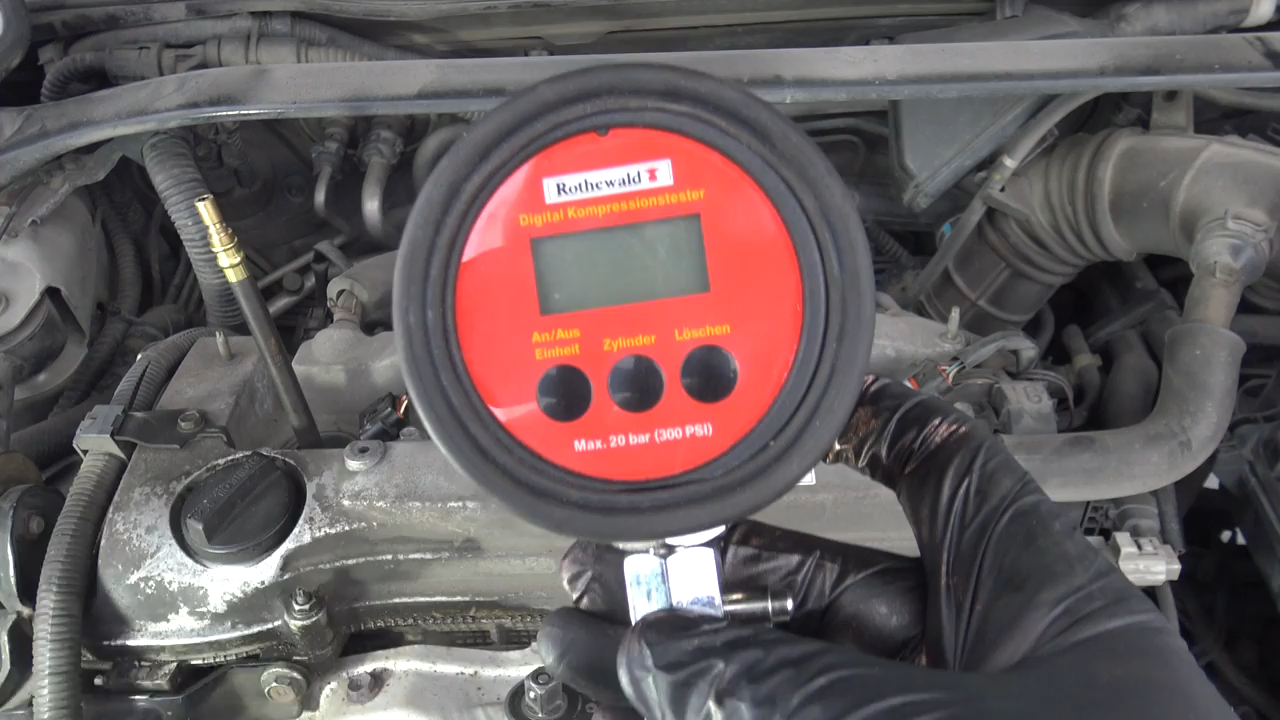 Rothewald
Digital Kompressionstester
An/Aus
Einheit
Zylinder
Löschen
Max. 20 bar (300 PSI)